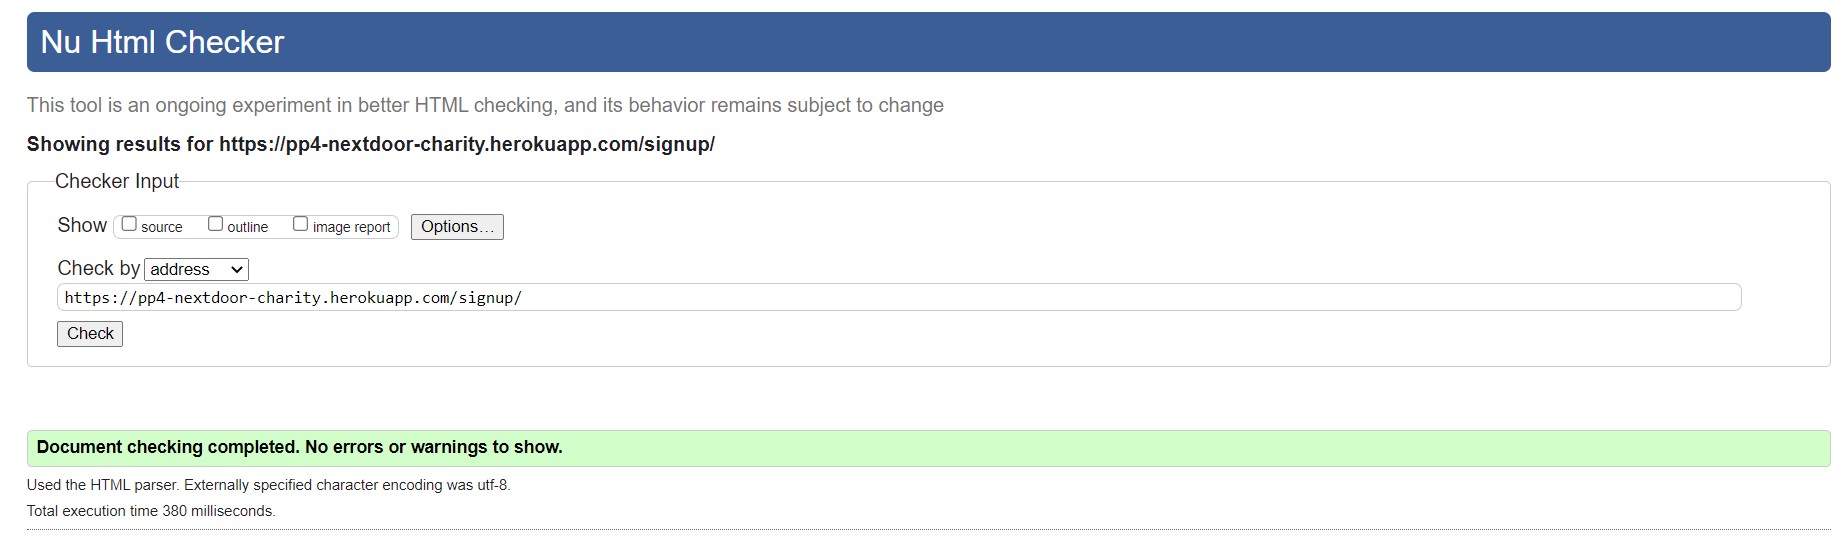 Nu Html Checker
This tool is an ongoing experiment in better HTML checking, and its behavior remains subject to change
Showing results for https://pp4-nextdoor-charity.herokuapp.com/signup/
Checker Input
Show source outline image report Options...
Check by address
https://pp4-nextdoor-charity.herokuapp.com/signup/
Check
Document checking completed. No errors or warnings to show.
Used the HTML parser. Externally specified character encoding was utf-8.
Total execution time 380 milliseconds.